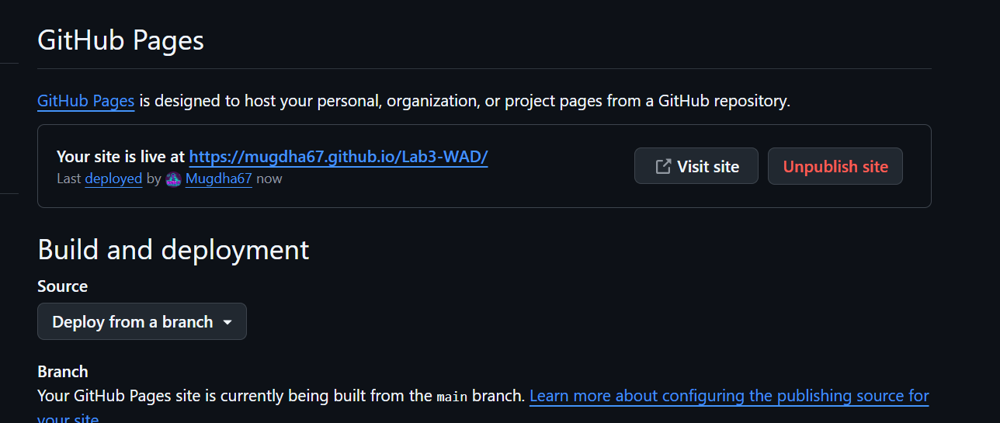 GitHub Pages
GitHub Pages is designed to host your personal, organization, or project pages from a GitHub repository.
Your site is live at https://mugdha67.github.io/Lab3-WAD/
Last deployed by Mugdha67 now
Visit site
Unpublish site
Build and deployment
Source
Deploy from a branch
Branch
Your GitHub Pages site is currently being built from the main branch. Learn more about configuring the publishing source for
your site